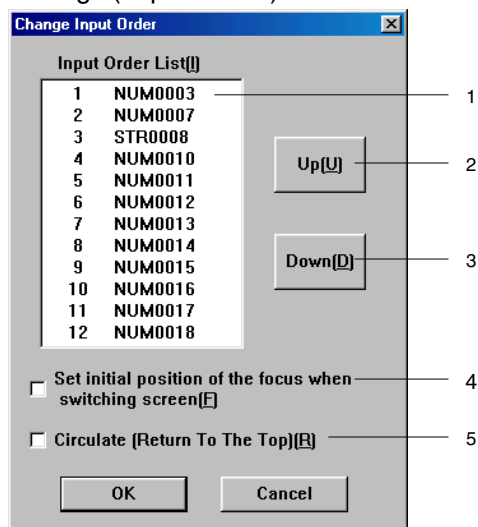 Change Input Order
Input Order List(I)
1 NUM0003
2 NUM0007
3 STR0008
4 NUM0010
5 NUM0011
6 NUM0012
7 NUM0013
8 NUM0014
9 NUM0015
10 NUM0016
11 NUM0017
12 NUM0018
Up(U)
Down(D)
Set initial position of the focus when
switching screen(F)
Circulate (Return To The Top)(R)
OK
Cancel
1
2
3
4
5